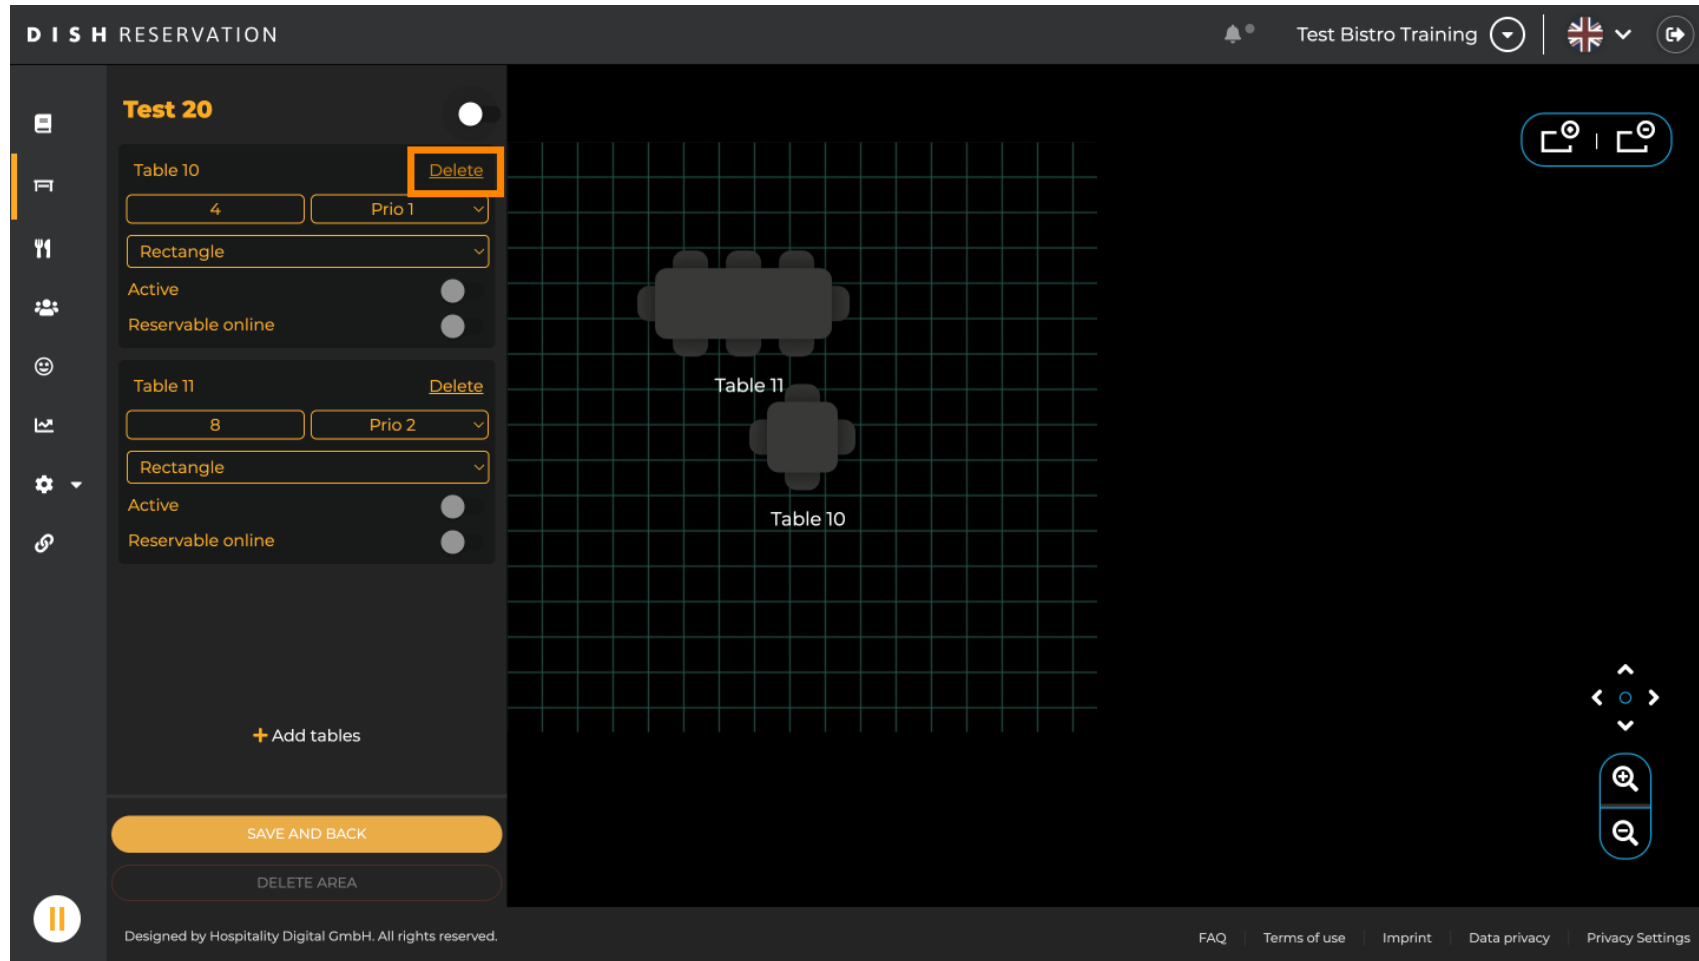 DISH RESERVATION
Test Bistro Training
Test 20
Table 10 Delete
4 Prio 1
Rectangle
Active
Reservable online
Table 11 Delete
8 Prio 2
Rectangle
Active
Reservable online
+ Add tables
SAVE AND BACK
DELETE AREA
Table 11
Table 10
Designed by Hospitality Digital GmbH. All rights reserved.
FAQ | Terms of use | Imprint | Data privacy | Privacy Settings